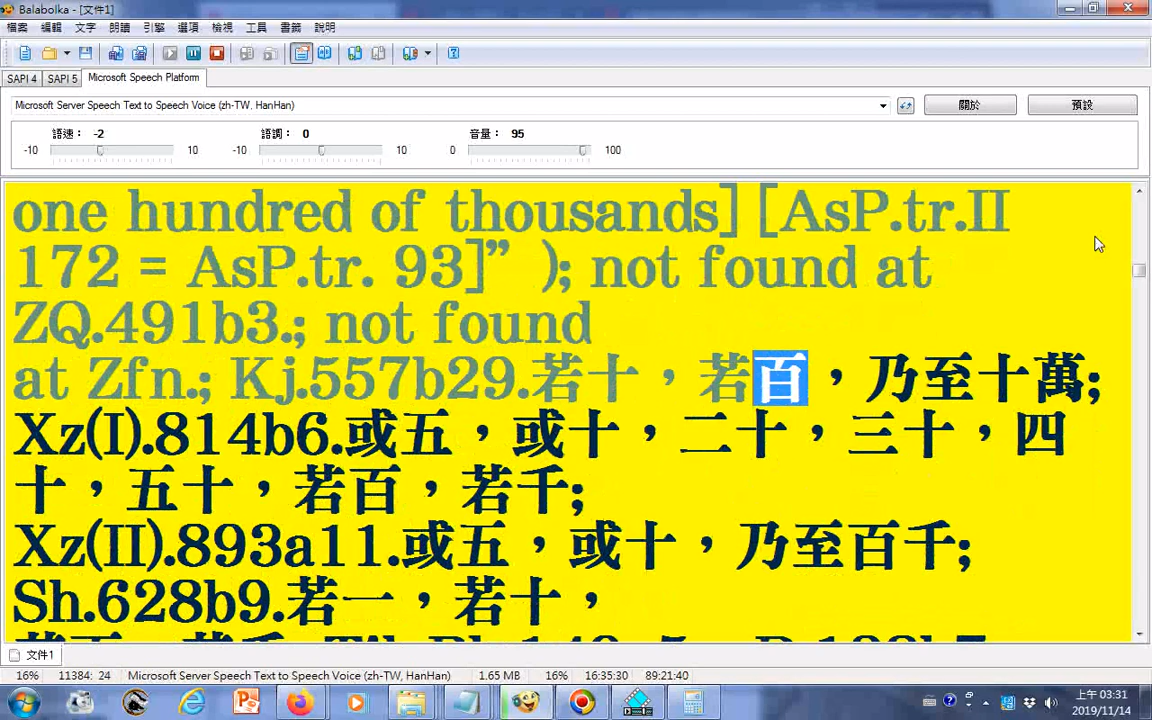 Balabolka - [文件1]
檔案 編輯 文字 朗讀 引擎 選項 檢視 工具 書籤 說明
SAPI 4 SAPI 5 Microsoft Speech Platform
Microsoft Server Speech Text to Speech Voice (zh-TW, HanHan) 關於 預設
語速： -2 語調： 0 音量： 95
-10 10 -10 10 0 100
one hundred of thousands] [AsP.tr.II
172 = AsP.tr. 93]” ); not found at
ZQ.491b3.; not found
at Zfn.; Kj.557b29.若十，若百，乃至十萬;
Xz(I).814b6.或五，或十，二十，三十，四
十，五十，若百，若千;
Xz(II).893a11.或五，或十，乃至百千;
Sh.628b9.若一，若十，
文件1
16% 11384: 24 Microsoft Server Speech Text to Speech Voice (zh-TW, HanHan) 1.65 MB 16% 16:35:30 89:21:40
上午 03:31
2019/11/14